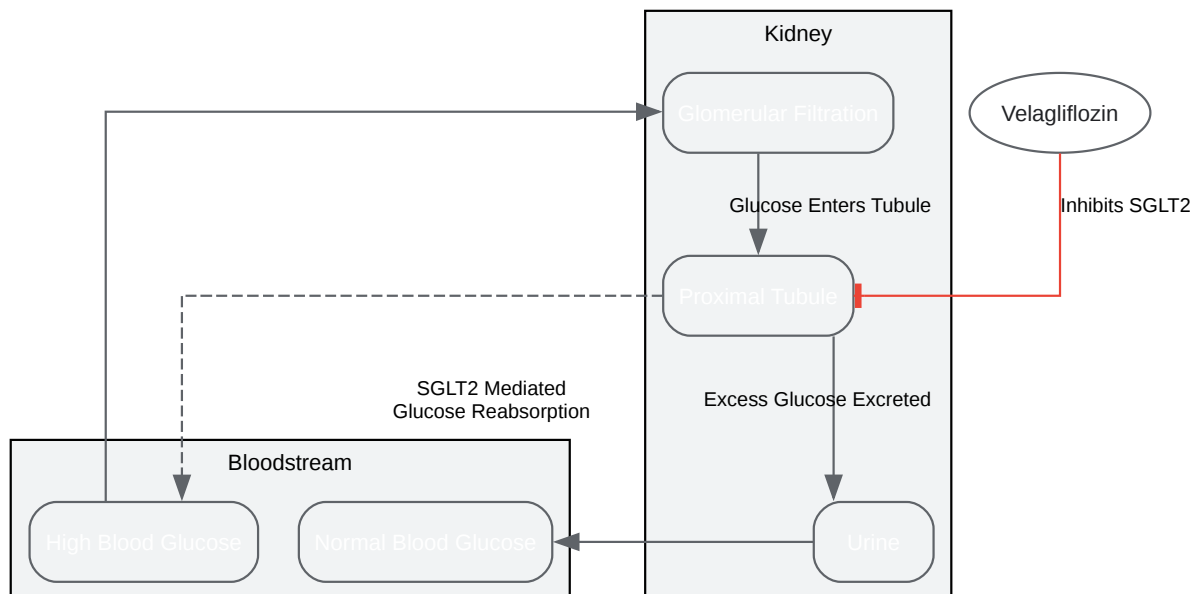 Kidney
Glomerular Filtration
Velagliflozin
Glucose Enters Tubule
Inhibits SGLT2
Proximal Tubule
SGLT2 Mediated
Glucose Reabsorption
Excess Glucose Excreted
Bloodstream
High Blood Glucose
Normal Blood Glucose
Urine